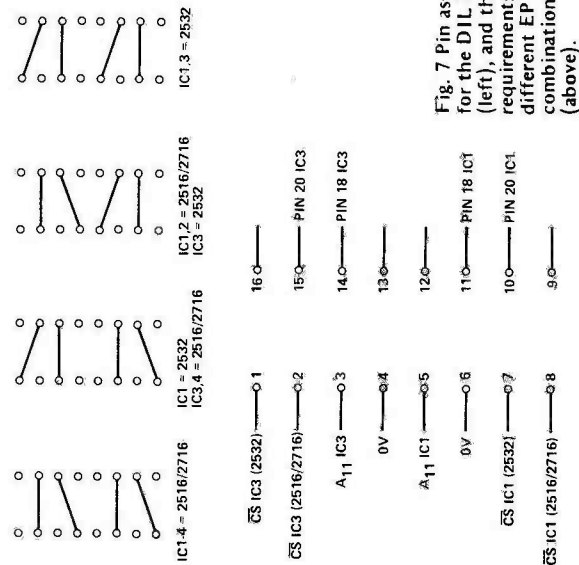 IC1-4 = 2516/2716
IC1 = 2532
IC3,4 = 2516/2716
IC1,2 = 2516/2716
IC3 = 2532
IC1,3 = 2532
C̅S̅ IC3 (2532) 1
C̅S̅ IC3 (2516/2716) 2
A11 IC3 3
0V 4
A11 IC1 5
0V 6
C̅S̅ IC1 (2532) 7
C̅S̅ IC1 (2516/2716) 8
16
15 PIN 20 IC3
14 PIN 18 IC3
13
12
11 PIN 18 IC1
10 PIN 20 IC1
9
Fig. 7 Pin as
for the DIL
(left), and th
requirement
different EP
combination
(above).